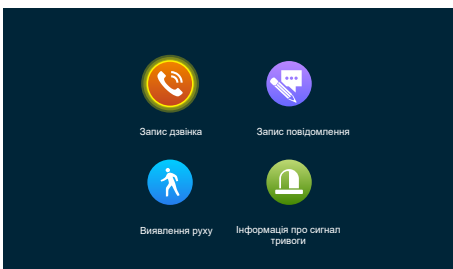 Запис дзвінка
Запис повідомлення
Виявлення руху
Інформація про сигнал
тривоги